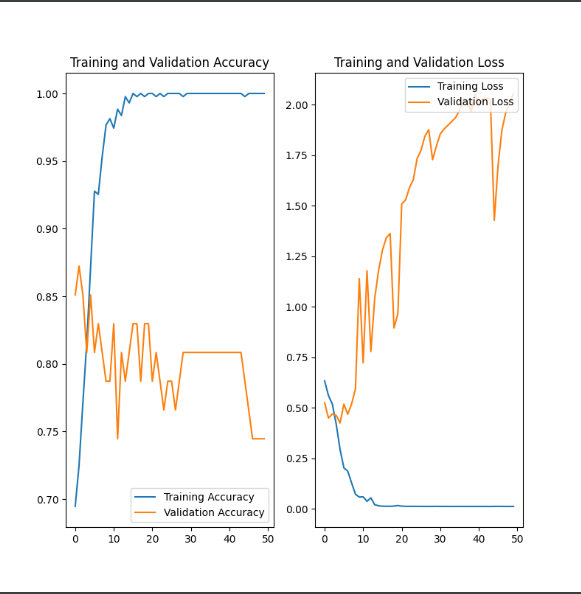 Training and Validation Accuracy
1.00
0.95
0.90
0.85
0.80
0.75
0.70
0 10 20 30 40 50
Training Accuracy
Validation Accuracy
Training and Validation Loss
2.00
1.75
1.50
1.25
1.00
0.75
0.50
0.25
0.00
0 10 20 30 40 50
Training Loss
Validation Loss